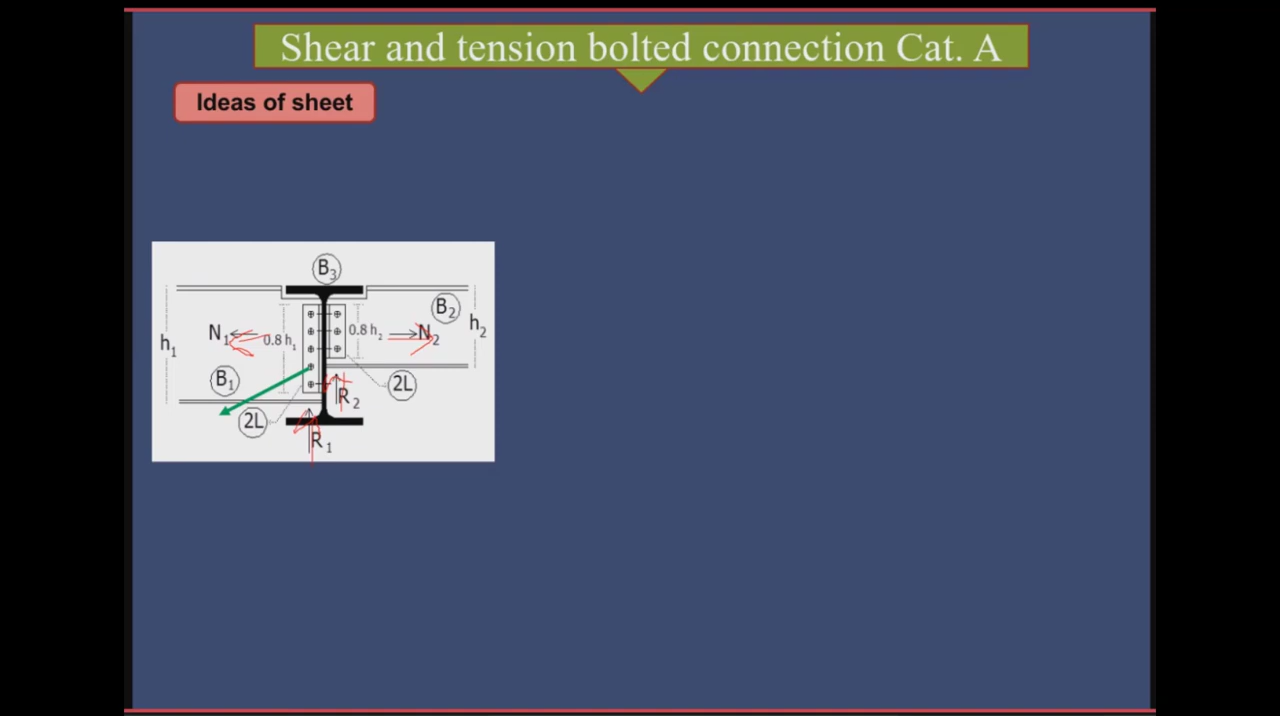 Shear and tension bolted connection Cat. A
Ideas of sheet
B3
B2
N1
0.8 h1
0.8 h2
N2
h2
h1
B1
2L
R2
2L
R1